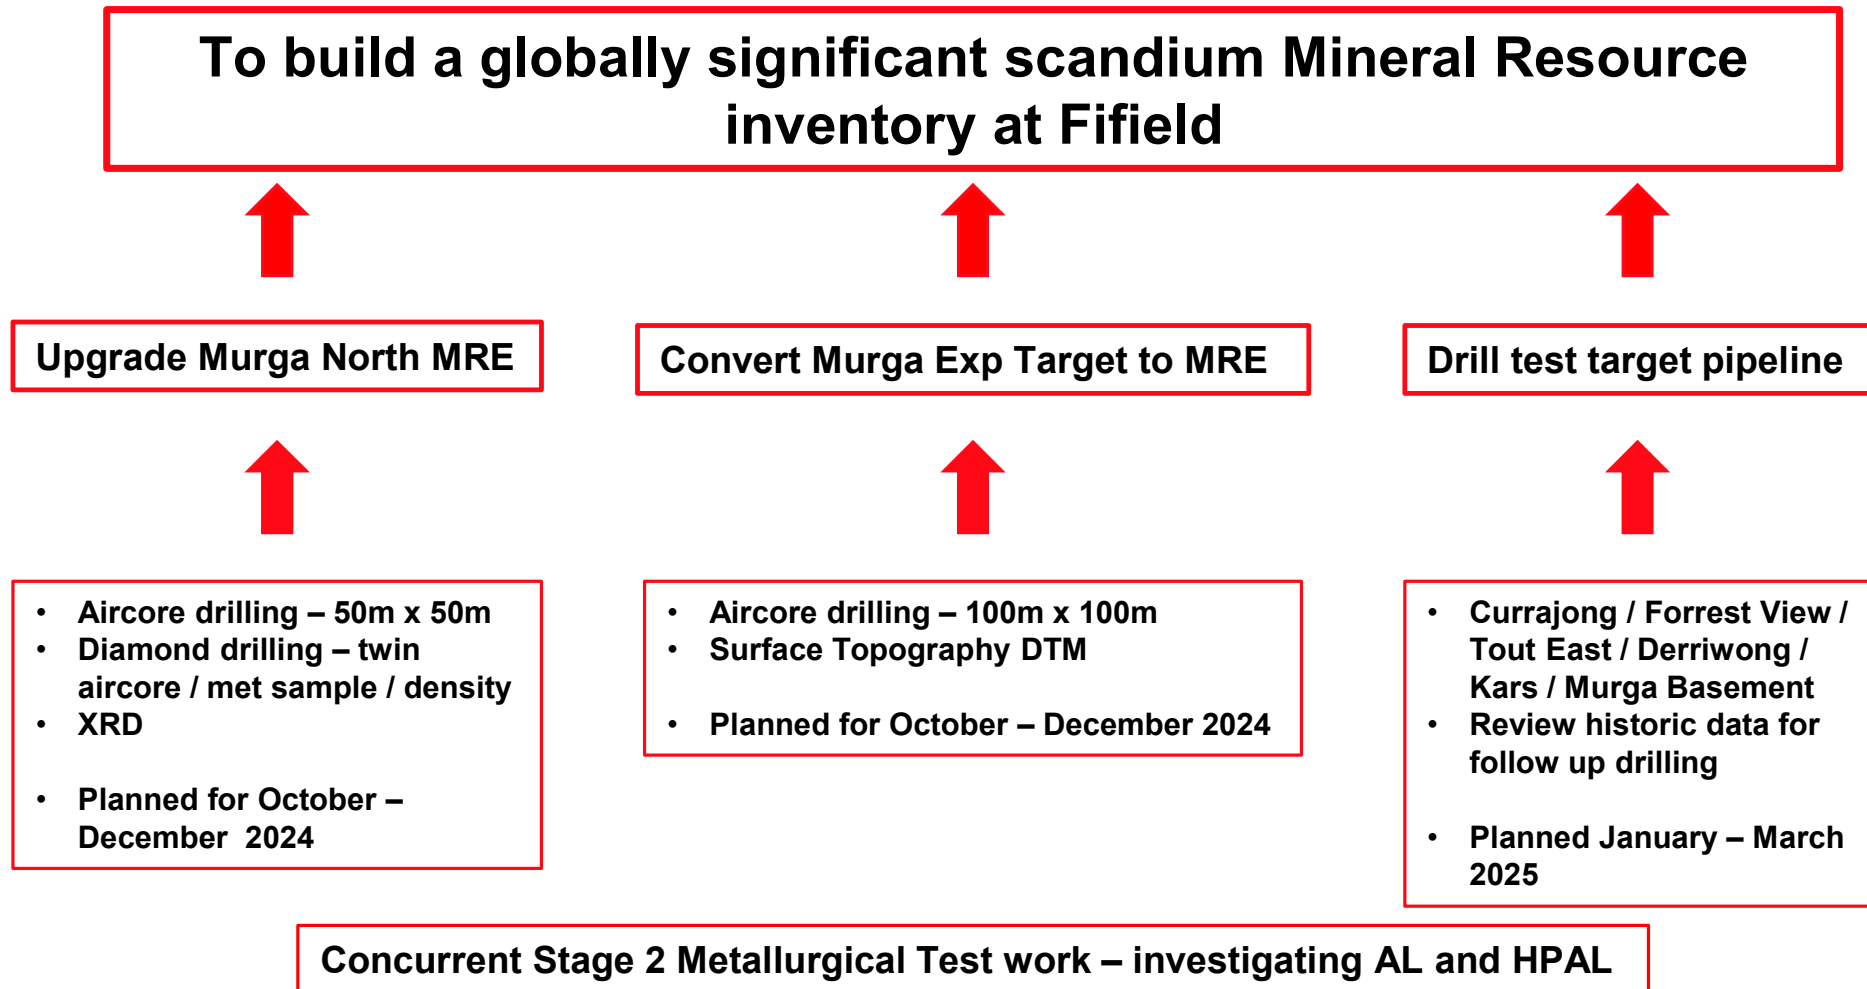 To build a globally significant scandium Mineral Resource
inventory at Fifield
Upgrade Murga North MRE
Convert Murga Exp Target to MRE
Drill test target pipeline
• Aircore drilling – 50m x 50m
• Diamond drilling – twin
aircore / met sample / density
• XRD
• Planned for October –
December 2024
• Aircore drilling – 100m x 100m
• Surface Topography DTM
• Planned for October – December 2024
• Currajong / Forrest View /
Tout East / Derriwong /
Kars / Murga Basement
• Review historic data for
follow up drilling
• Planned January – March
2025
Concurrent Stage 2 Metallurgical Test work – investigating AL and HPAL